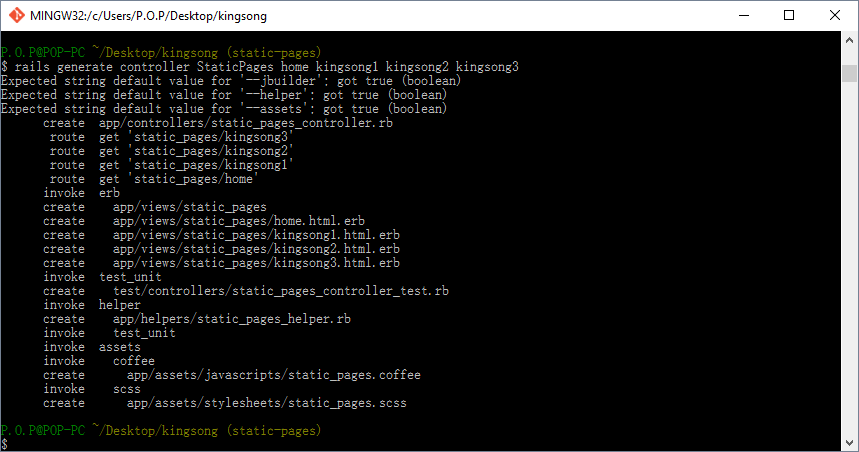 MINGW32:/c/Users/P.O.P/Desktop/kingsong
P.O.P@POP-PC ~/Desktop/kingsong (static-pages)
$ rails generate controller StaticPages home kingsong1 kingsong2 kingsong3
Expected string default value for '--jbuilder'; got true (boolean)
Expected string default value for '--helper'; got true (boolean)
Expected string default value for '--assets'; got true (boolean)
      create  app/controllers/static_pages_controller.rb
       route  get 'static_pages/kingsong3'
       route  get 'static_pages/kingsong2'
       route  get 'static_pages/kingsong1'
       route  get 'static_pages/home'
      invoke  erb
      create    app/views/static_pages
      create    app/views/static_pages/home.html.erb
      create    app/views/static_pages/kingsong1.html.erb
      create    app/views/static_pages/kingsong2.html.erb
      create    app/views/static_pages/kingsong3.html.erb
      invoke  test_unit
      create    test/controllers/static_pages_controller_test.rb
      invoke  helper
      create    app/helpers/static_pages_helper.rb
      invoke    test_unit
      invoke  assets
      invoke    coffee
      create      app/assets/javascripts/static_pages.coffee
      invoke    scss
      create      app/assets/stylesheets/static_pages.scss
P.O.P@POP-PC ~/Desktop/kingsong (static-pages)
$